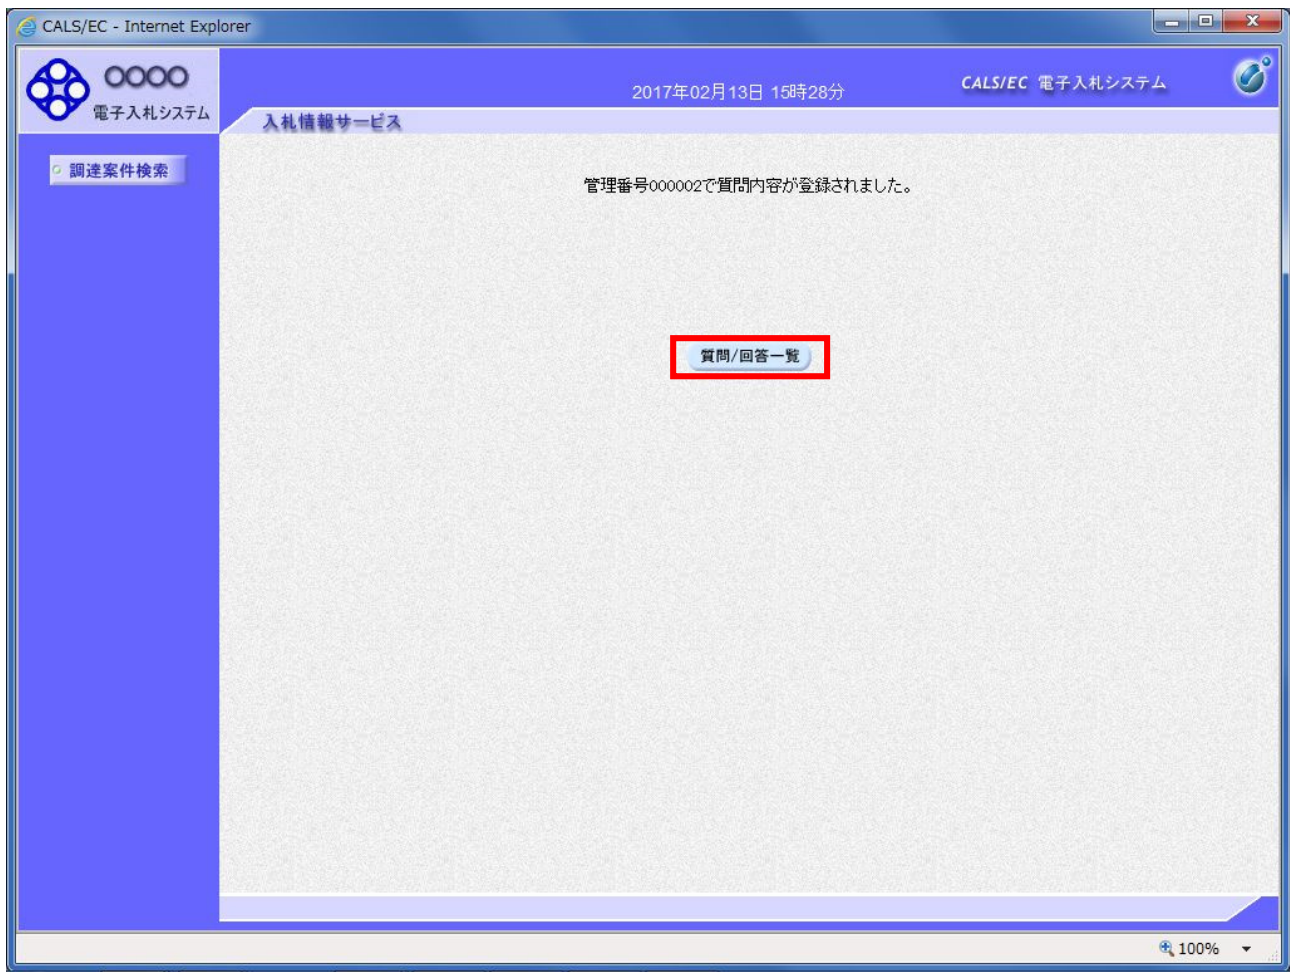 CALS/EC - Internet Explorer
○○○○
電子入札システム
2017年02月13日 15時28分
CALS/EC 電子入札システム
入札情報サービス
調達案件検索
管理番号000002で質問内容が登録されました。
質問/回答一覧
100%